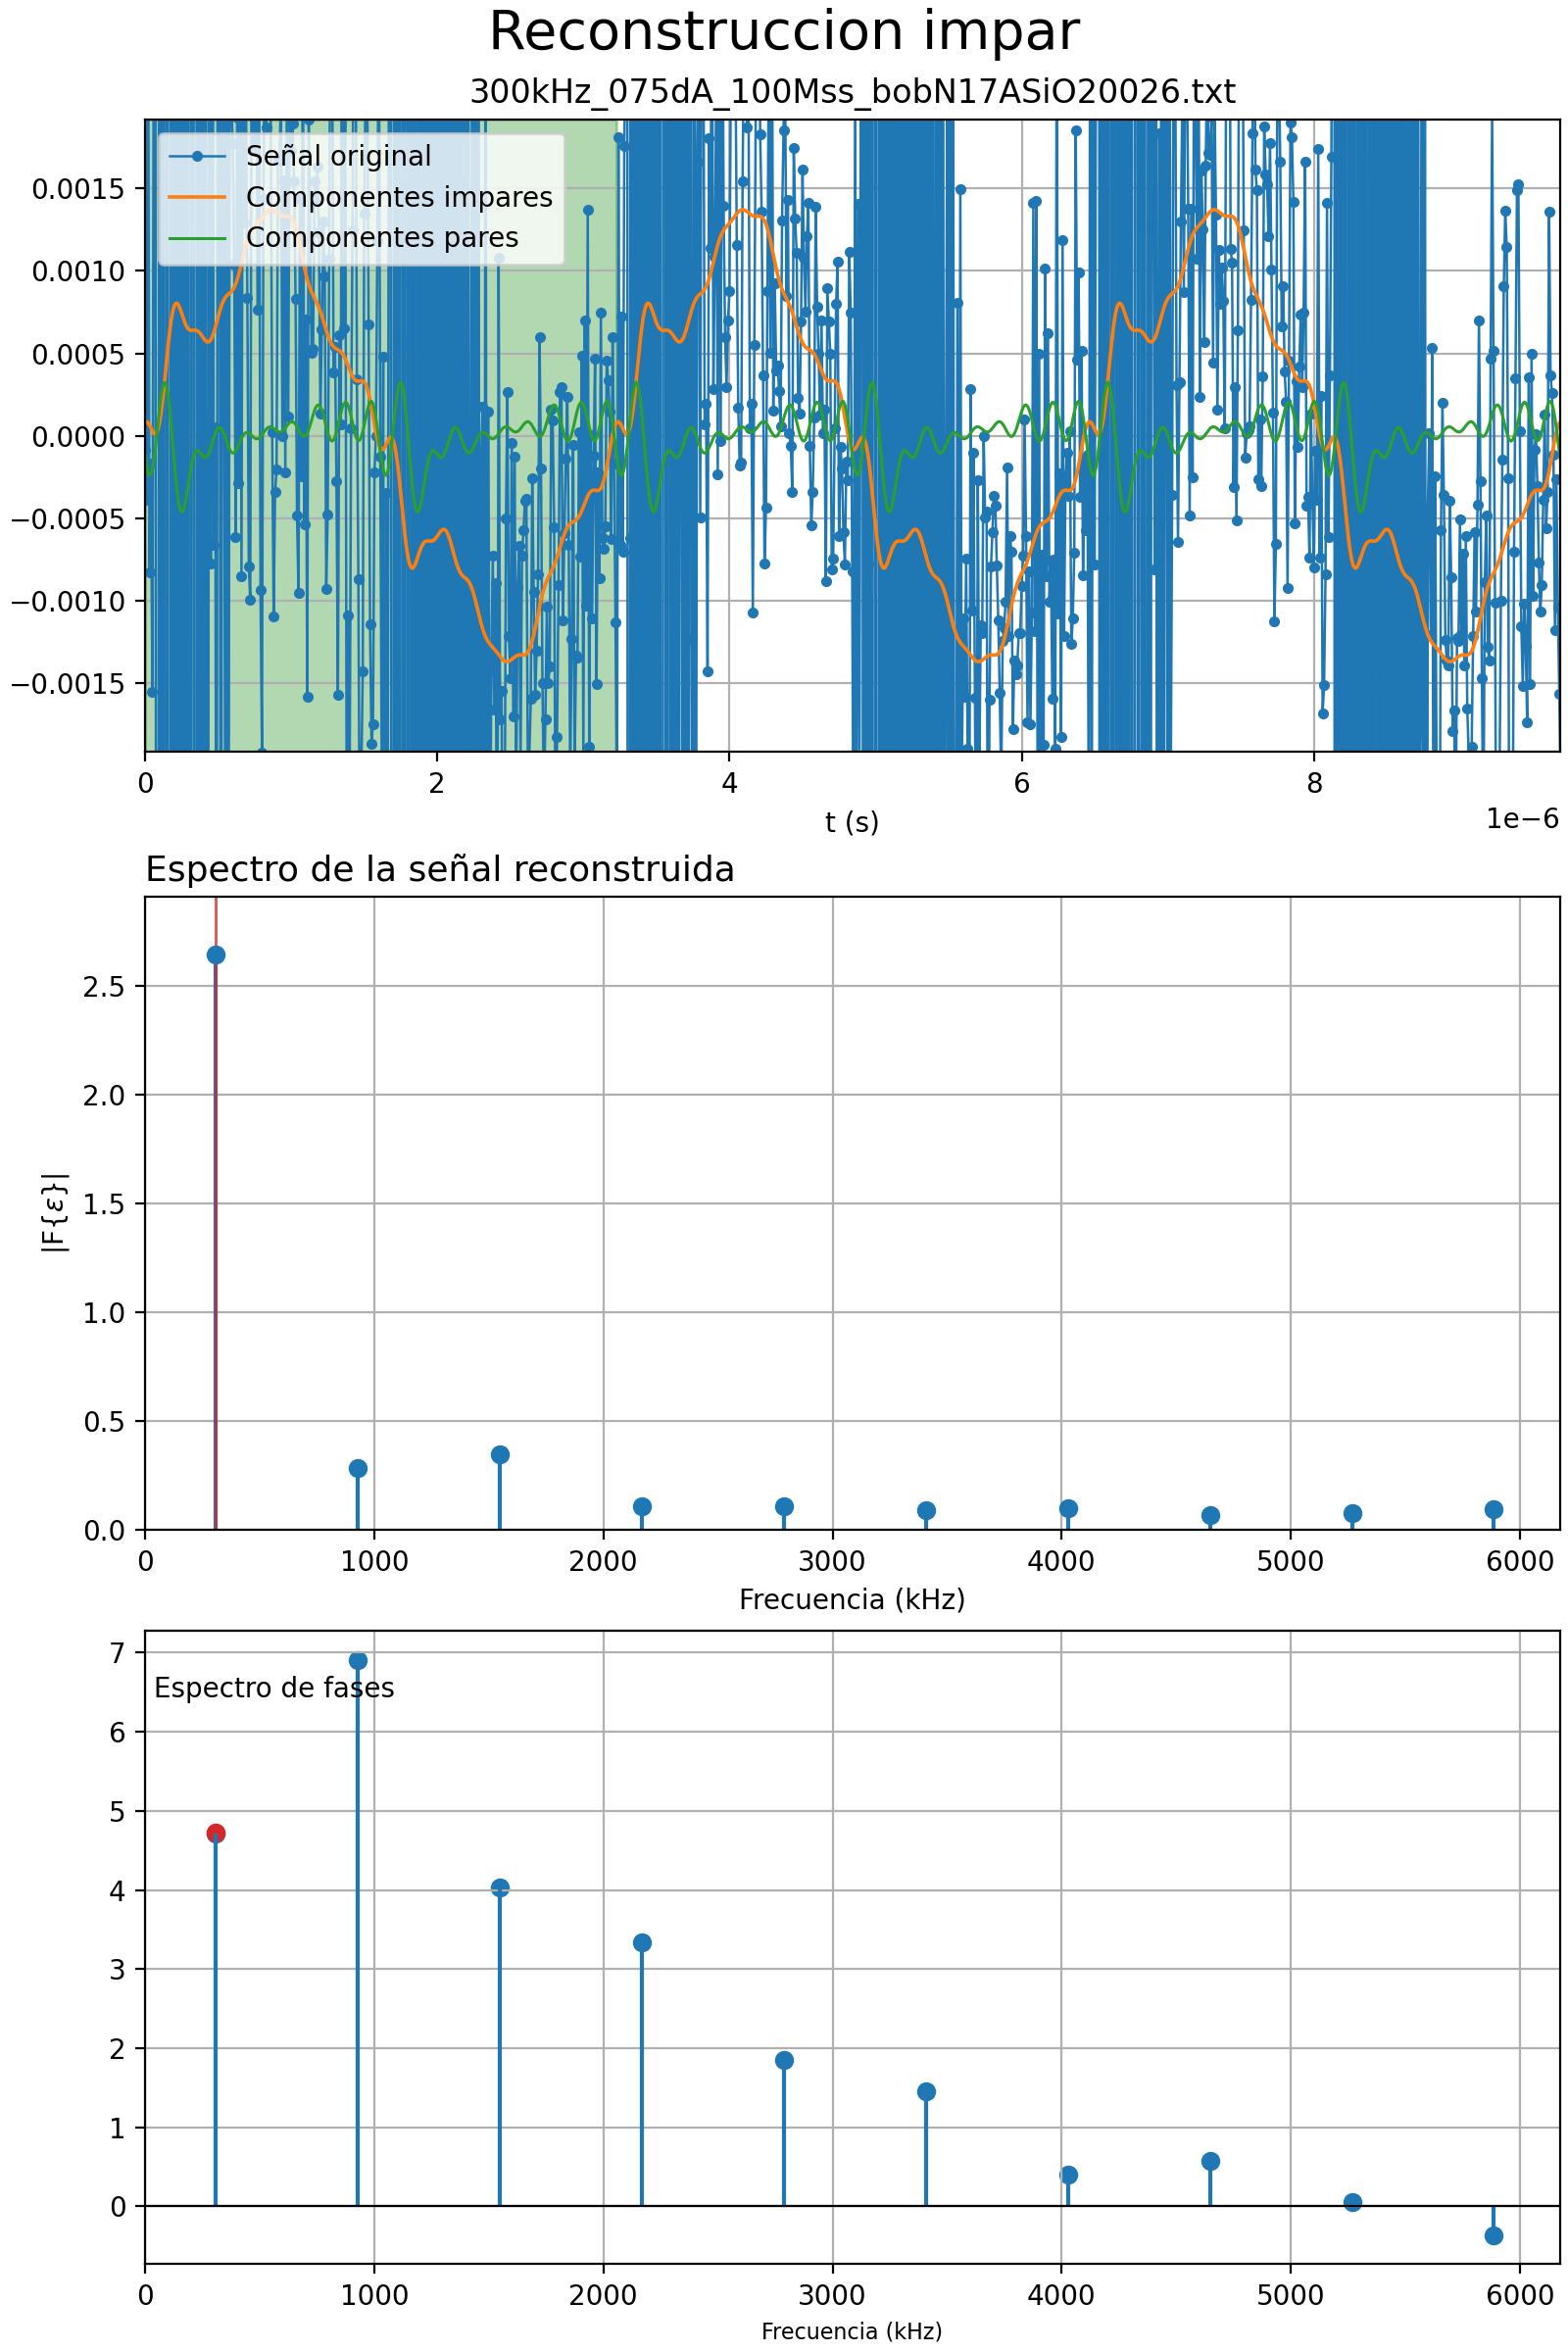 Reconstruccion impar
300kHz_075dA_100Mss_bobN17ASiO20026.txt
Señal original
Componentes impares
Componentes pares
0.0015
0.0010
0.0005
0.0000
−0.0005
−0.0010
−0.0015
0 2 4 6 8
1e−6
t (s)
Espectro de la señal reconstruida
2.5
2.0
1.5
1.0
0.5
0.0
|F{ε}|
0 1000 2000 3000 4000 5000 6000
Frecuencia (kHz)
Espectro de fases
7
6
5
4
3
2
1
0
0 1000 2000 3000 4000 5000 6000
Frecuencia (kHz)